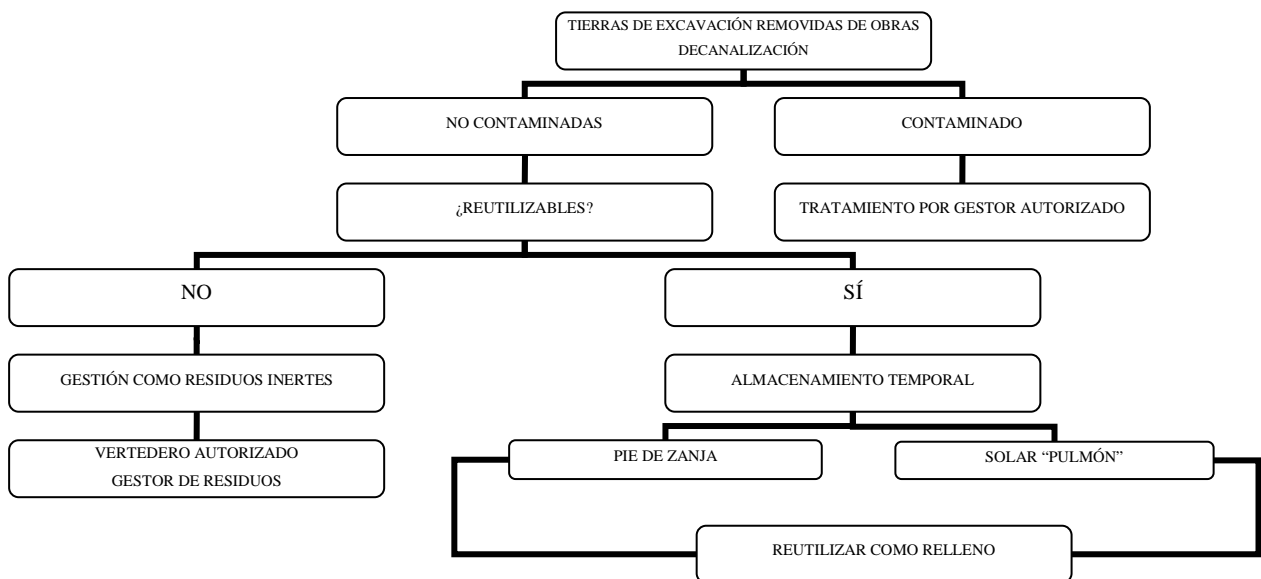 TIERRAS DE EXCAVACIÓN REMOVIDAS DE OBRAS
DECANALIZACIÓN
NO CONTAMINADAS
CONTAMINADO
¿REUTILIZABLES?
TRATAMIENTO POR GESTOR AUTORIZADO
NO
SÍ
GESTIÓN COMO RESIDUOS INERTES
ALMACENAMIENTO TEMPORAL
VERTEDERO AUTORIZADO
GESTOR DE RESIDUOS
PIE DE ZANJA
SOLAR “PULMÓN”
REUTILIZAR COMO RELLENO